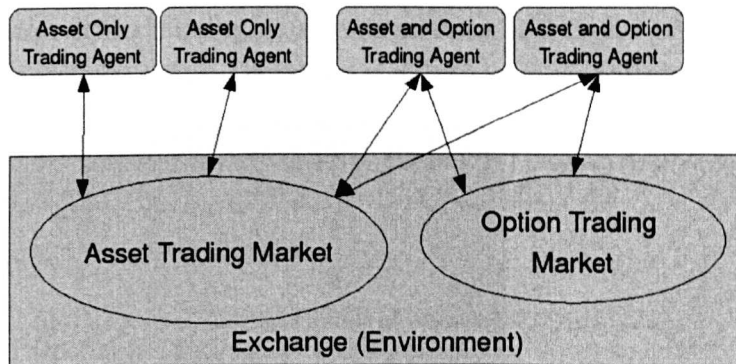 Asset Only
Trading Agent
Asset Only
Trading Agent
Asset and Option
Trading Agent
Asset and Option
Trading Agent
Asset Trading Market
Option Trading
Market
Exchange (Environment)